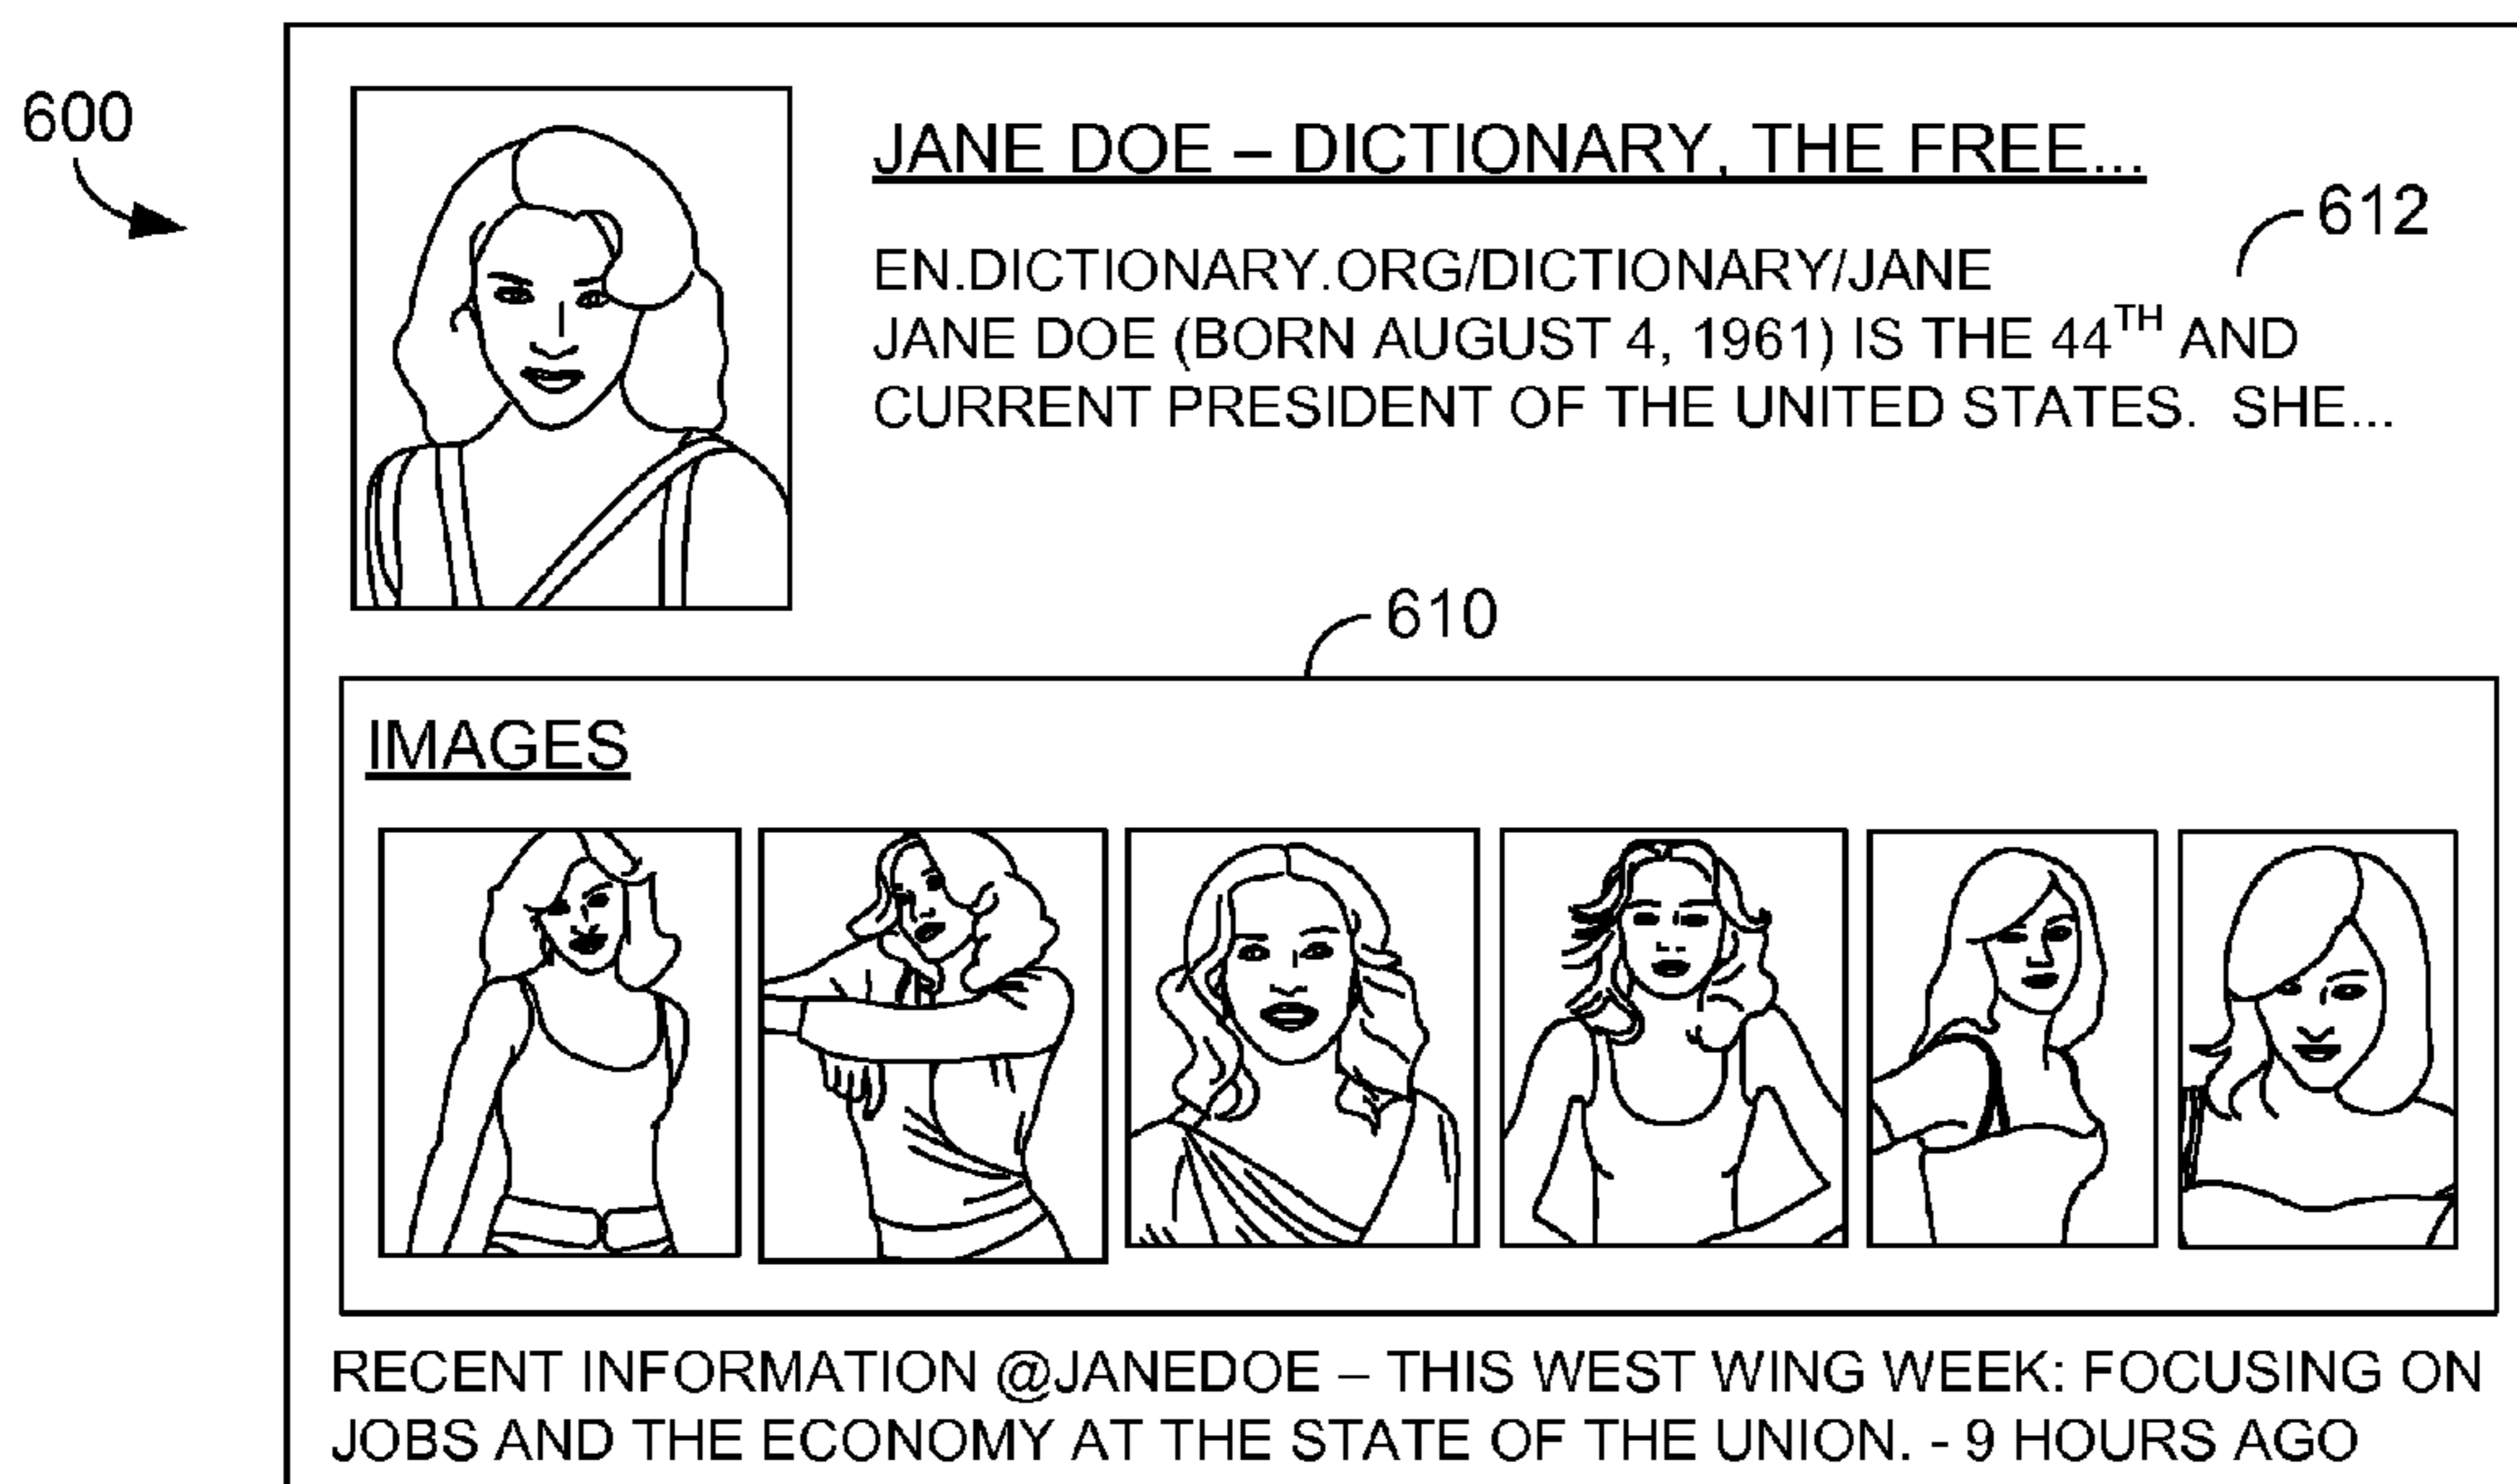 600
JANE DOE – DICTIONARY, THE FREE...
612
EN.DICTIONARY.ORG/DICTIONARY/JANE
JANE DOE (BORN AUGUST 4, 1961) IS THE 44TH AND
CURRENT PRESIDENT OF THE UNITED STATES. SHE...
610
IMAGES
RECENT INFORMATION @JANEDOE – THIS WEST WING WEEK: FOCUSING ON
JOBS AND THE ECONOMY AT THE STATE OF THE UNION. - 9 HOURS AGO